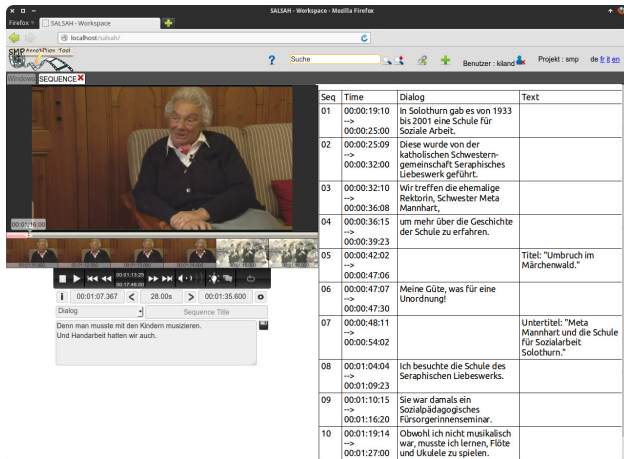 SALSAH - Workspace - Mozilla Firefox
Firefox
SALSAH - Workspace
localhost/salsah/
SMP Annotation Tool
?
Suche
Benutzer : kiland
Projekt : smp
de fr it en
Windows
SEQUENCE
00:01:16:00
00:01:13:25
00:17:46:00
i 00:01:07.367 < 28.00s > 00:01:35.600
Dialog
Sequence Title
Denn man musste mit den Kindern musizieren.
Und Handarbeit hatten wir auch.
Seq Time Dialog Text
01 00:00:19:10 In Solothurn gab es von 1933
--> bis 2001 eine Schule für
00:00:25:00 Soziale Arbeit.
02 00:00:25:09 Diese wurde von der
--> katholischen Schwestern-
00:00:32:00 gemeinschaft Seraphisches
Liebeswerk geführt.
03 00:00:32:10 Wir treffen die ehemalige
--> Rektorin, Schwester Meta
00:00:36:08 Mannhart,
04 00:00:36:15 um mehr über die Geschichte
--> der Schule zu erfahren.
00:00:39:23
05 00:00:42:02 Titel: "Umbruch im
--> Märchenwald."
00:00:47:06
06 00:00:47:07 Meine Güte, was für eine
--> Unordnung!
00:00:47:30
07 00:00:48:11 Untertitel: "Meta
--> Mannhart und die Schule
00:00:54:02 für Sozialarbeit
Solothurn."
08 00:01:04:04 Ich besuchte die Schule des
--> Seraphischen Liebeswerks.
00:01:09:23
09 00:01:10:15 Sie war damals ein
--> Sozialpädagogisches
00:01:16:20 Fürsorgerinnenseminar.
10 00:01:19:14 Obwohl ich nicht musikalisch
--> war, musste ich lernen, Flöte
00:01:27:00 und Ukulele zu spielen.